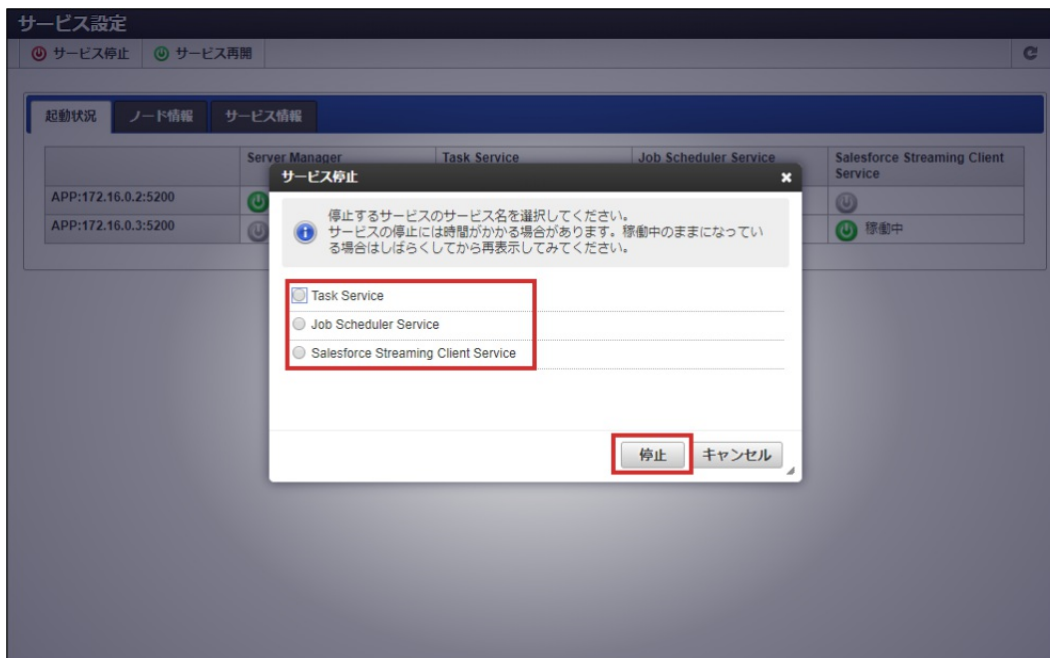 サービス設定
サービス停止 サービス再開
起動状況 ノード情報 サービス情報
Server Manager Task Service Job Scheduler Service Salesforce Streaming Client
Service
サービス停止
APP:172.16.0.2:5200
APP:172.16.0.3:5200 稼働中
停止するサービスのサービス名を選択してください。
サービスの停止には時間がかかる場合があります。稼働中のままになってい
る場合はしばらくしてから再表示してみてください。
Task Service
Job Scheduler Service
Salesforce Streaming Client Service
停止 キャンセル